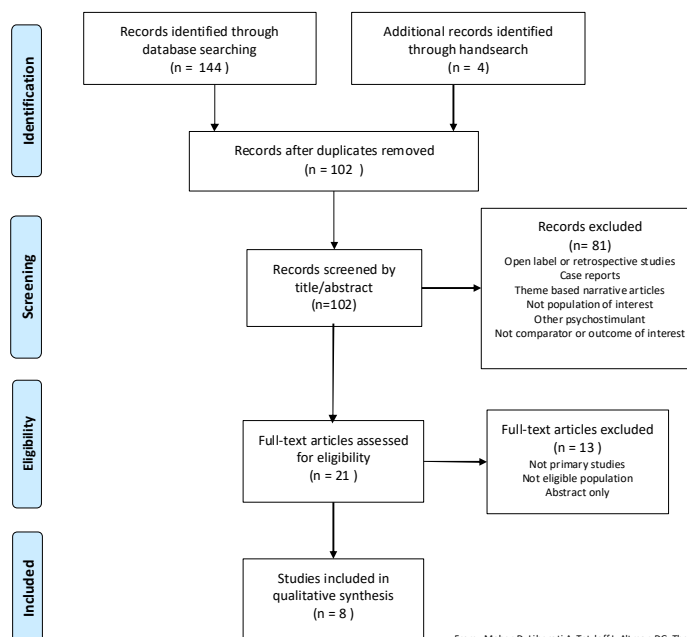 Identification
Records identified through
database searching
(n = 144 )
Additional records identified
through handsearch
(n = 4)
Records after duplicates removed
(n = 102 )
Screening
Records screened by
title/abstract
(n=102)
Records excluded
(n= 81)
Open label or retrospective studies
Case reports
Theme based narrative articles
Not population of interest
Other psychostimulant
Not comparator or outcome of interest
Eligibility
Full-text articles assessed
for eligibility
(n = 21 )
Full-text articles excluded
(n = 13 )
Not primary studies
Not eligible population
Abstract only
Included
Studies included in
qualitative synthesis
(n = 8 )